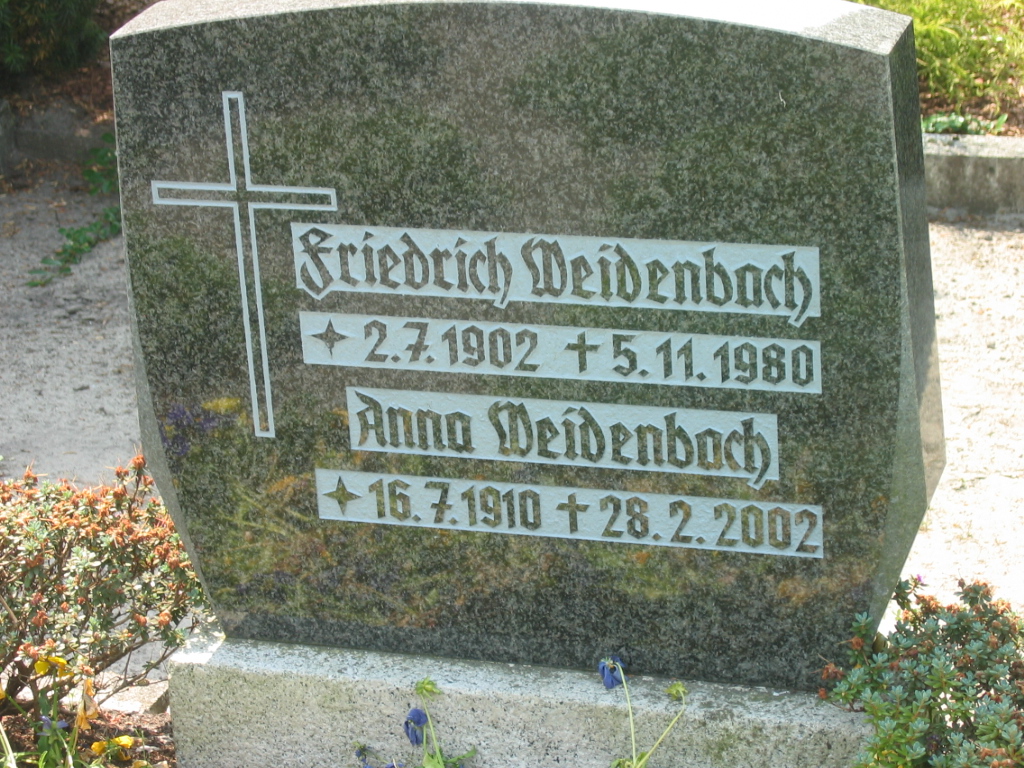 Friedrich Weidenbach
✦ 2.7.1902 ✝ 5.11.1980
Anna Weidenbach
✦ 16.7.1910 ✝ 28.2.2002